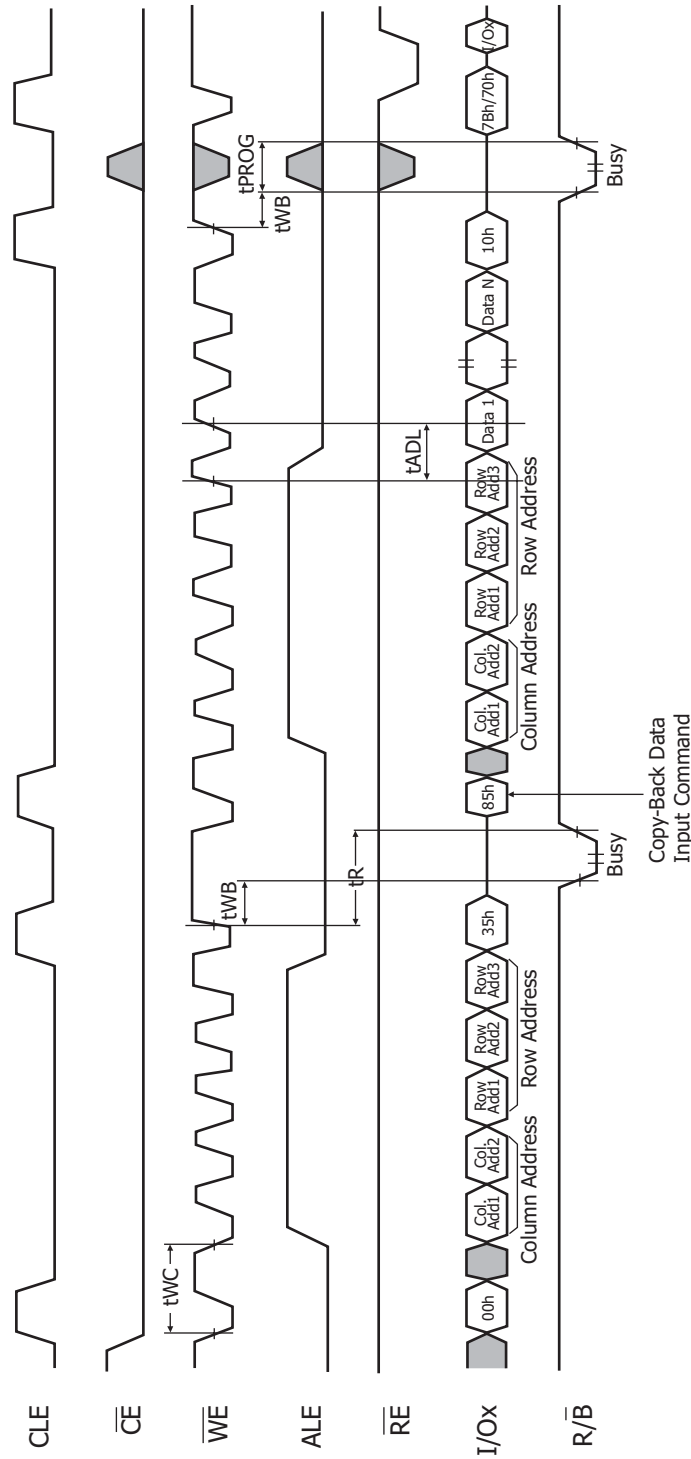 CLE
CE
WE
tWC
tWB
tR
tADL
tWB
tPROG
ALE
RE
I/Ox
00h
Col.
Add1
Col.
Add2
Row
Add1
Row
Add2
Row
Add3
35h
85h
Col.
Add1
Col.
Add2
Row
Add1
Row
Add2
Row
Add3
Data 1
Data N
10h
7Bh/70h
I/Ox
Column Address
Row Address
Column Address
Row Address
R/B
Busy
Busy
Copy-Back Data
Input Command